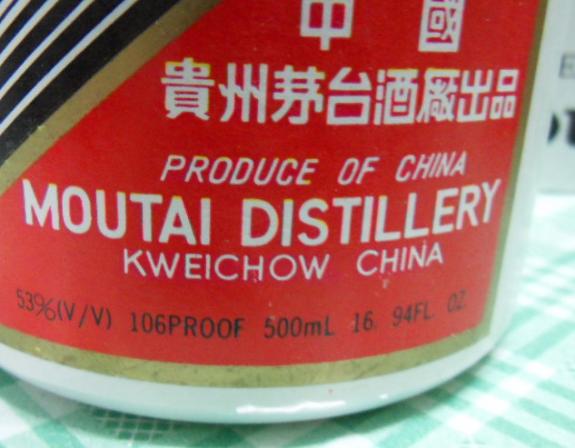 中國
貴州茅台酒廠出品
PRODUCE OF CHINA
MOUTAI DISTILLERY
KWEICHOW CHINA
53%(V/V) 106PROOF 500mL 16. 94FL. OZ.